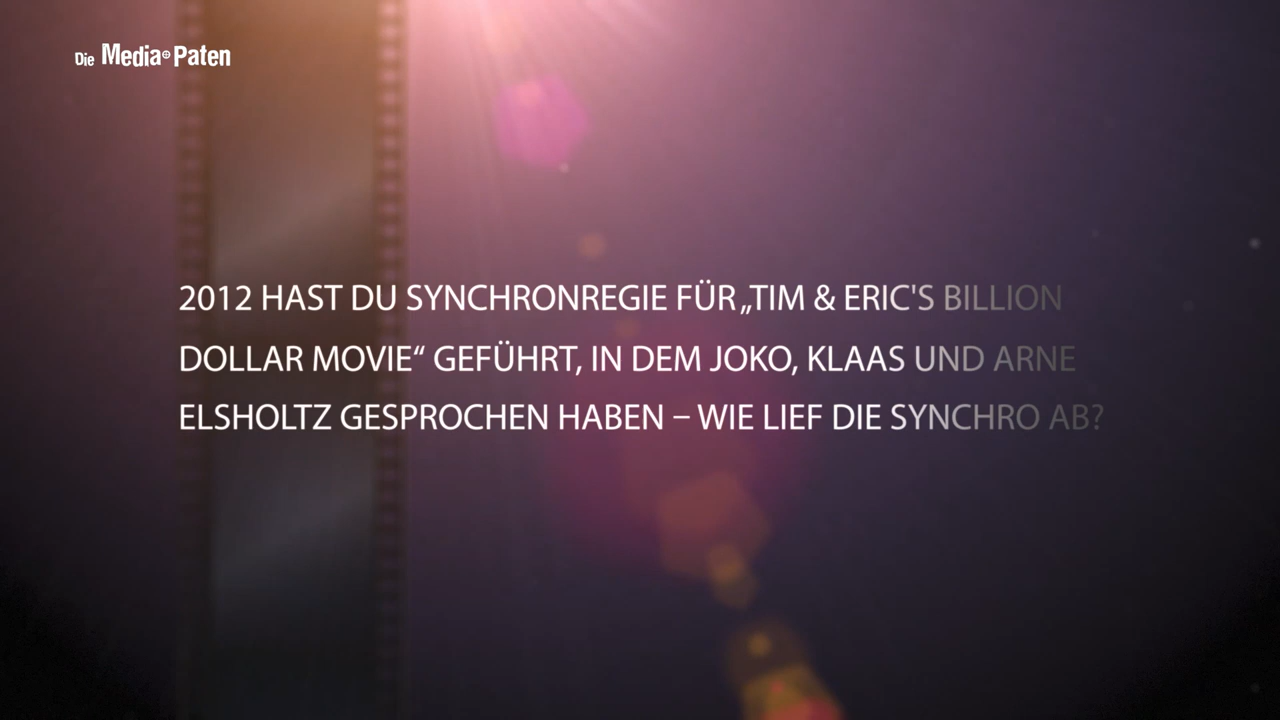 Die Media Paten
2012 HAST DU SYNCHRONREGIE FÜR „TIM & ERIC'S BILLION
DOLLAR MOVIE“ GEFÜHRT, IN DEM JOKO, KLAAS UND ARNE
ELSHOLTZ GESPROCHEN HABEN – WIE LIEF DIE SYNCHRO AB?